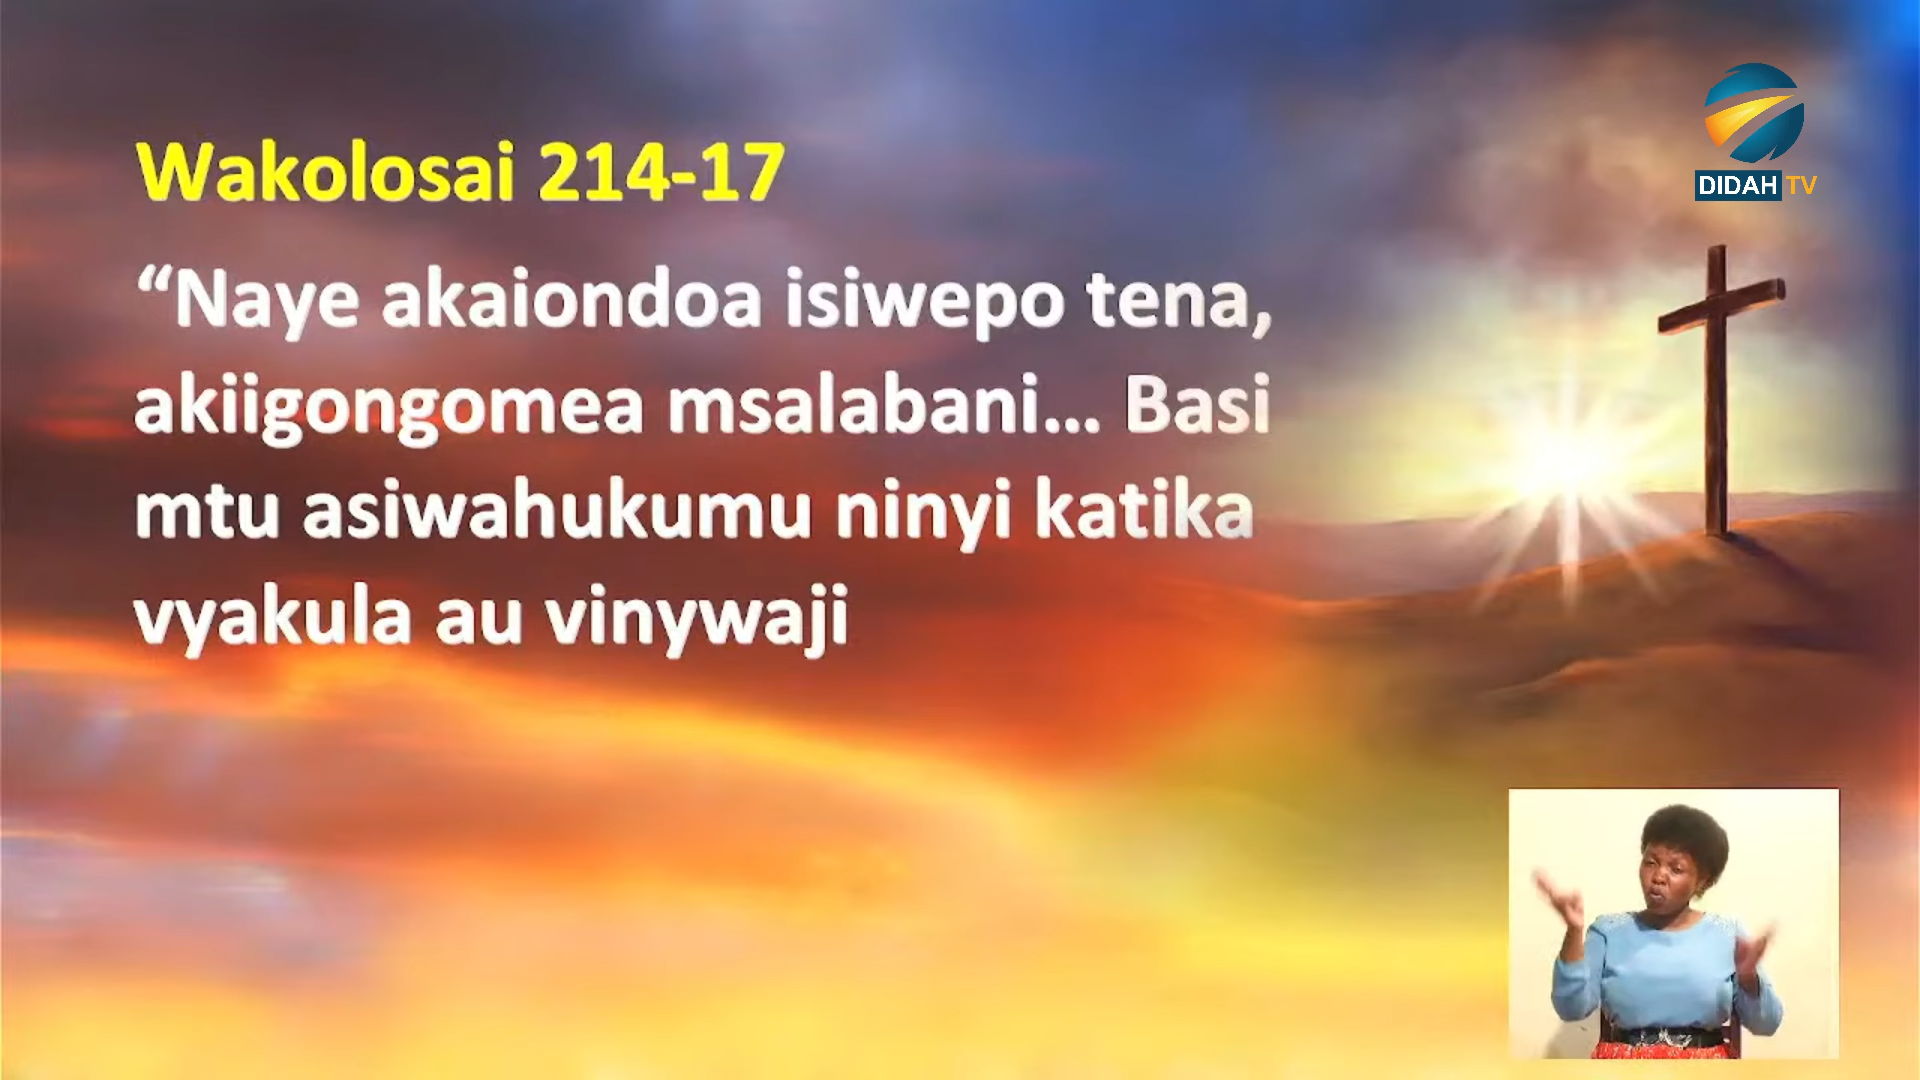 DIDAH TV
Wakolosai 214-17
“Naye akaiondoa isiwepo tena,
akiigongomea msalabani... Basi
mtu asiwahukumu ninyi katika
vyakula au vinywaji